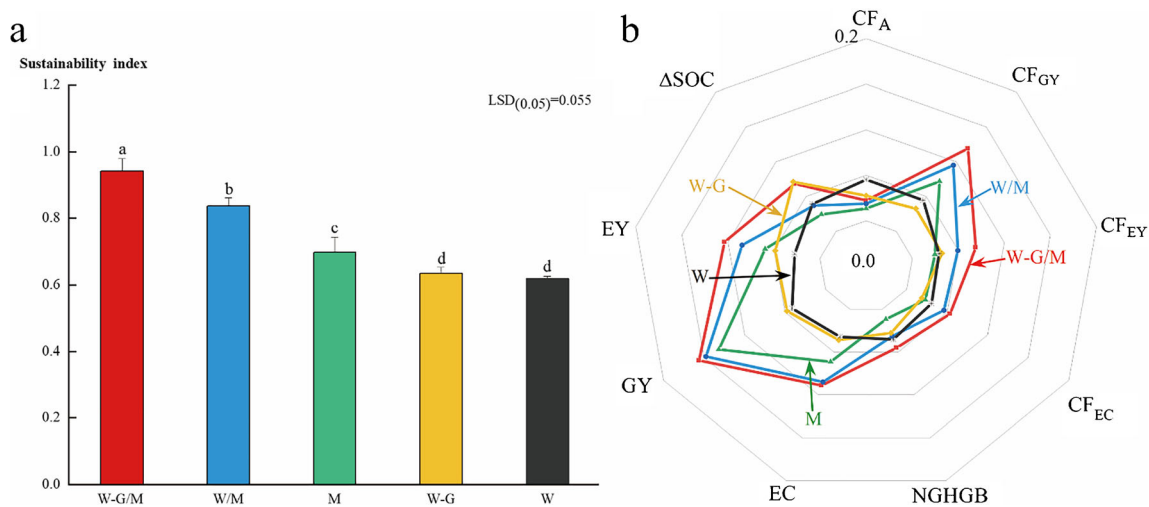 a
Sustainability index
1.2
1.0
0.8
0.6
0.4
0.2
0.0
LSD(0.05)=0.055
a
b
c
d
d
W-G/M
W/M
M
W-G
W
b
CFA
0.2
CFGY
CFEY
CFEC
NGHGB
EC
GY
EY
ΔSOC
W-G
W/M
W-G/M
W
M
0.0